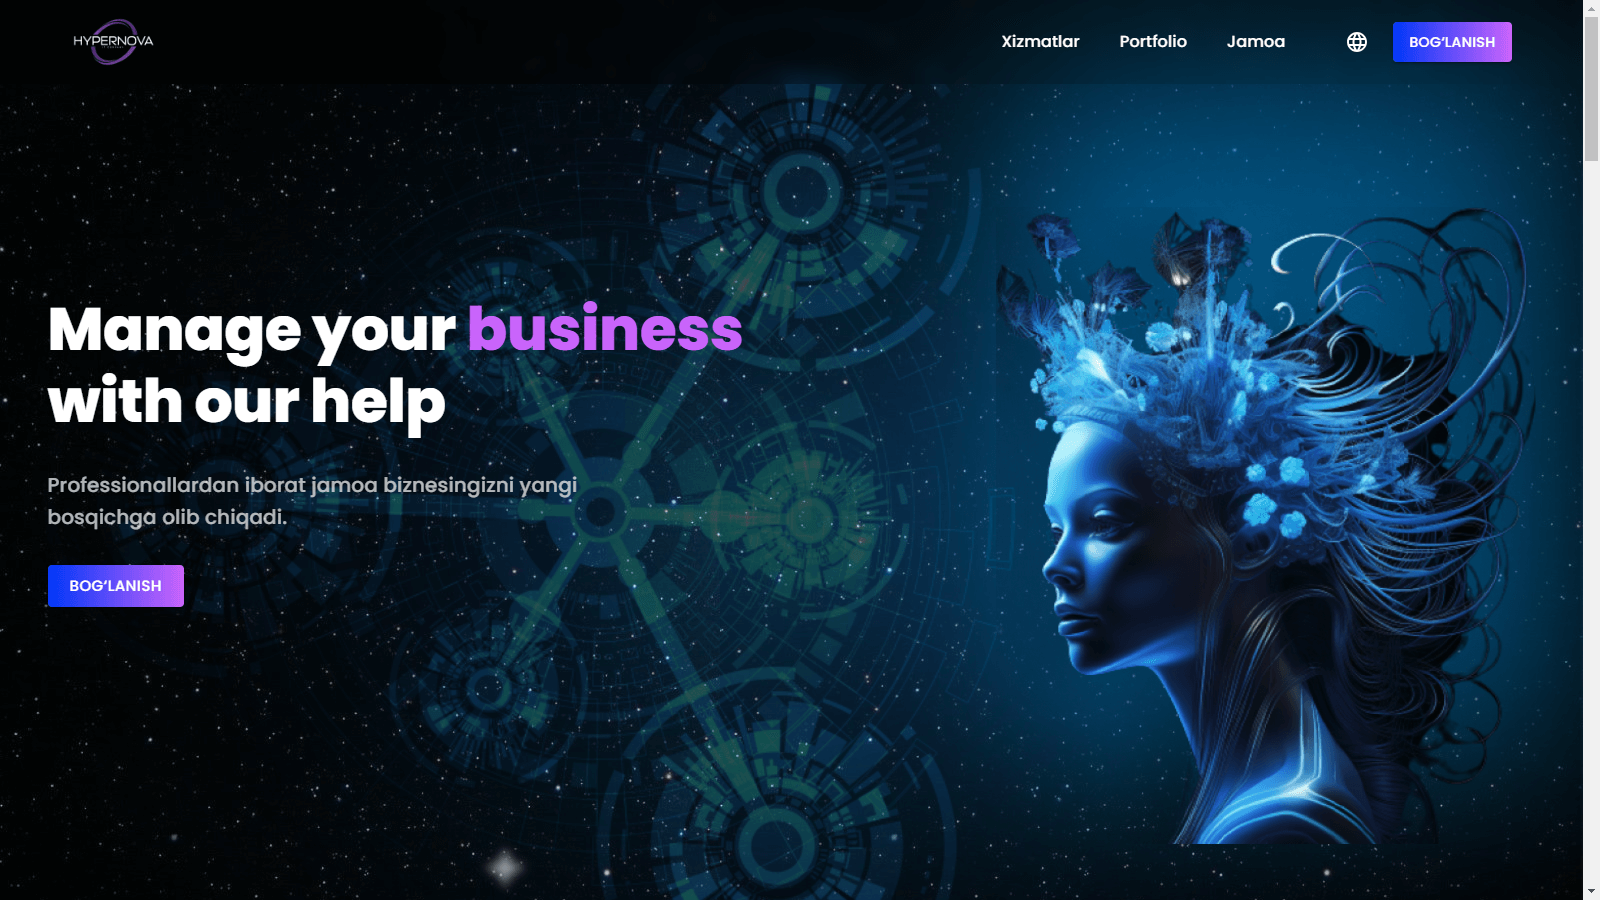 HYPERNOVA
Xizmatlar
Portfolio
Jamoa
BOG‘LANISH
Manage your business
with our help
Professionallardan iborat jamoa biznesingizni yangi
bosqichga olib chiqadi.
BOG‘LANISH